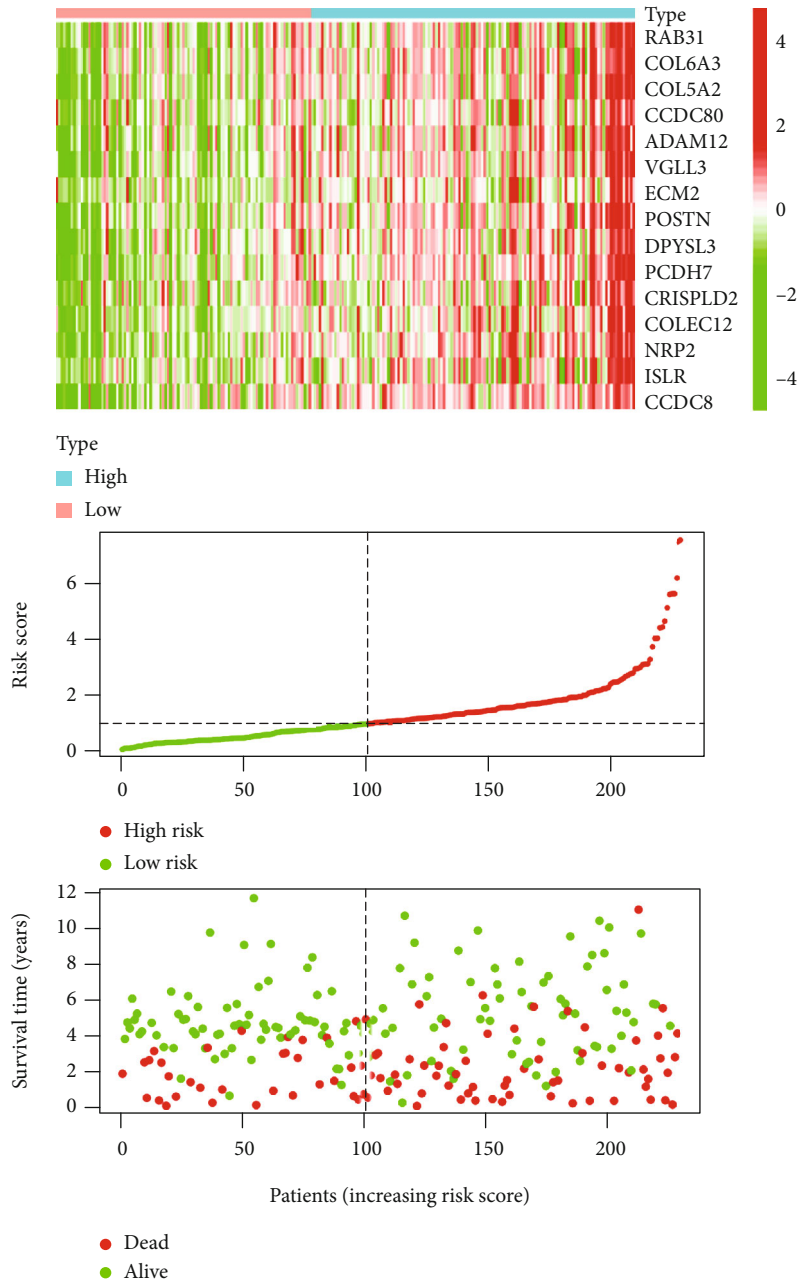 Type
RAB31
COL6A3
COL5A2
CCDC80
ADAM12
VGLL3
ECM2
POSTN
DPYSL3
PCDH7
CRISPLD2
COLEC12
NRP2
ISLR
CCDC8
4
2
0
−2
−4
Type
High
Low
Risk score
6
4
2
0
0
50
100
150
200
High risk
Low risk
Survival time (years)
12
10
8
6
4
2
0
0
50
100
150
200
Patients (increasing risk score)
Dead
Alive